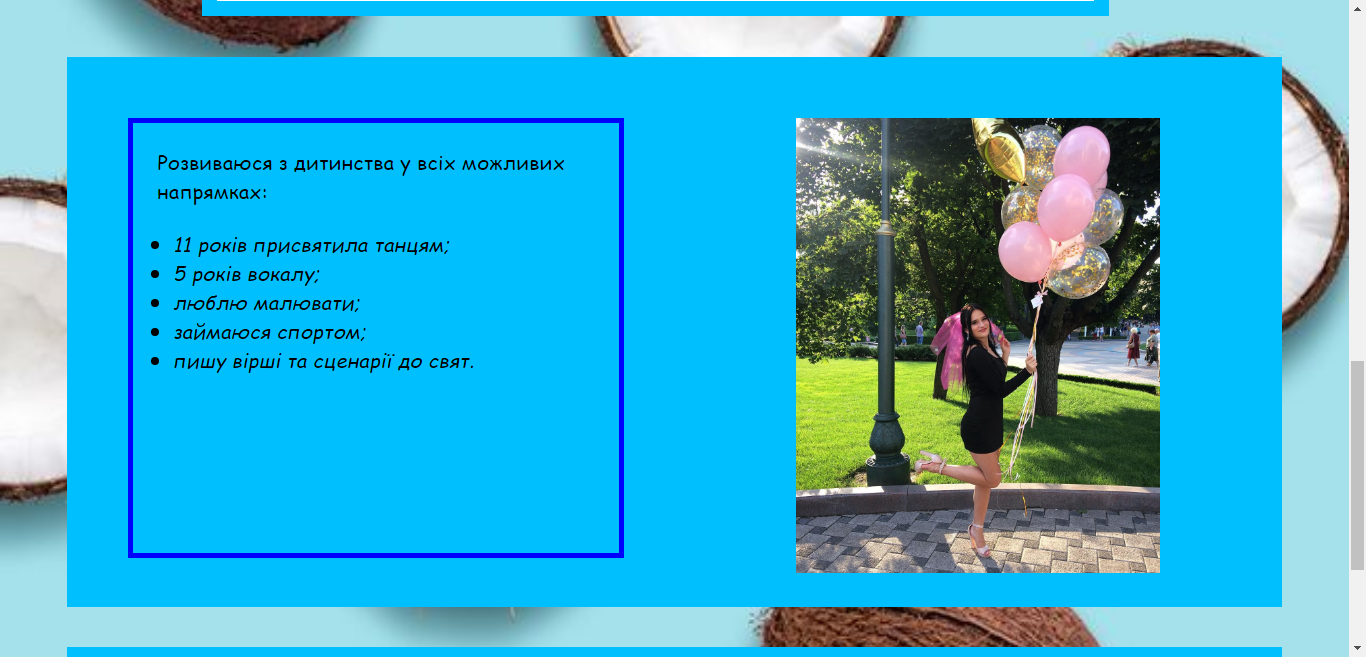 Розвиваюся з дитинства у всіх можливих
напрямках:
11 років присвятила танцям;
5 років вокалу;
люблю малювати;
займаюся спортом;
пишу вірші та сценарії до свят.